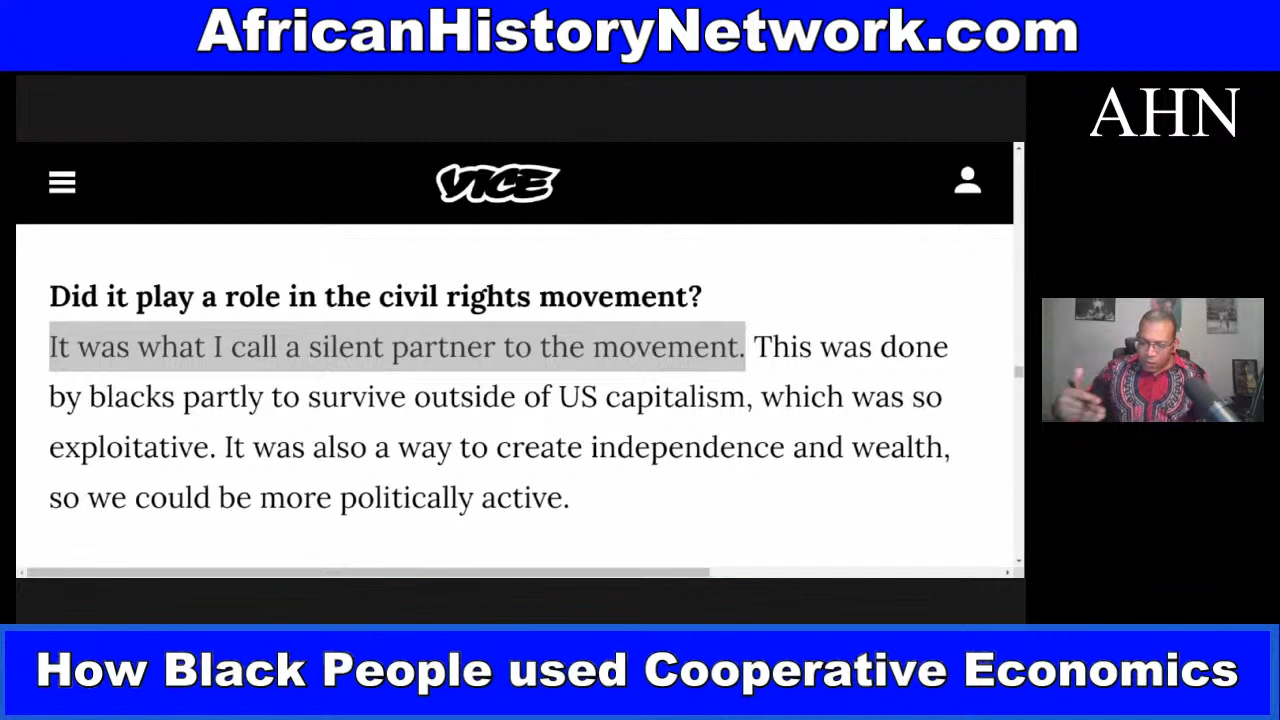 AfricanHistoryNetwork.com
AHN
VICE
Did it play a role in the civil rights movement?
It was what I call a silent partner to the movement. This was done
by blacks partly to survive outside of US capitalism, which was so
exploitative. It was also a way to create independence and wealth,
so we could be more politically active.
How Black People used Cooperative Economics